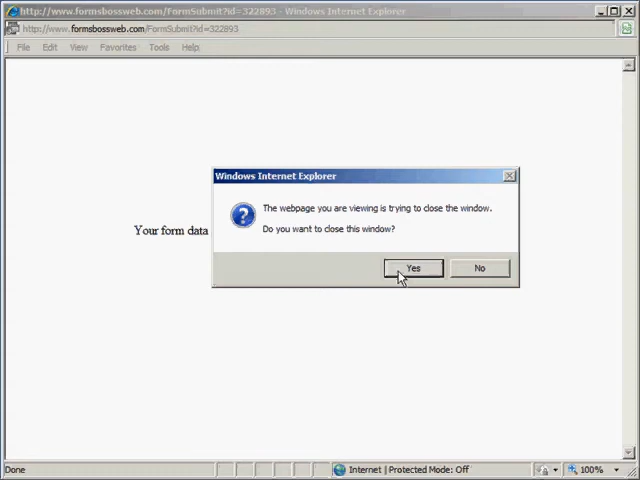 http://www.formsbossweb.com/FormSubmit?id=322893 - Windows Internet Explorer
http://www.formsbossweb.com/FormSubmit?id=322893
File Edit View Favorites Tools Help
Windows Internet Explorer
The webpage you are viewing is trying to close the window.
Do you want to close this window?
Your form data
Yes No
Done Internet | Protected Mode: Off 100%